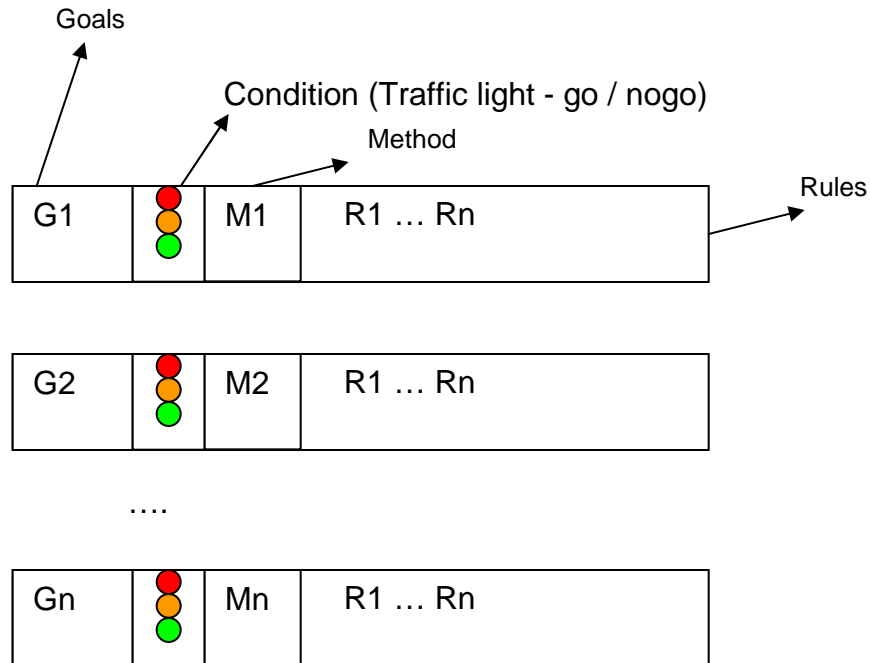 Goals
Condition (Traffic light - go / nogo)
Method
Rules
G1 M1 R1 … Rn
G2 M2 R1 … Rn
….
Gn Mn R1 … Rn